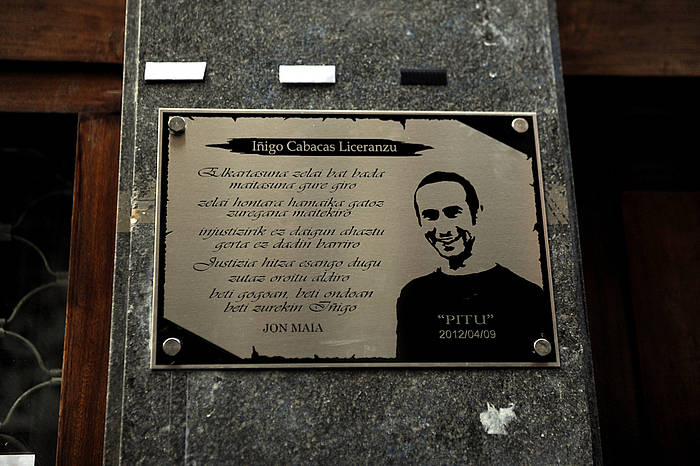 Iñigo Cabacas Liceranzu
Elkartasuna zelai bat bada
maitasuna gure giro
zelai hontara hamaika gatoz
zuregana maitekiro
injustizirik ez daigun ahaztu
gerta ez dadin barriro
Justizia hitza esango dugu
zutaz oroitu aldiro
beti gogoan, beti ondoan
beti zurekin Iñigo
JON MAIA
"PITU"
2012/04/09